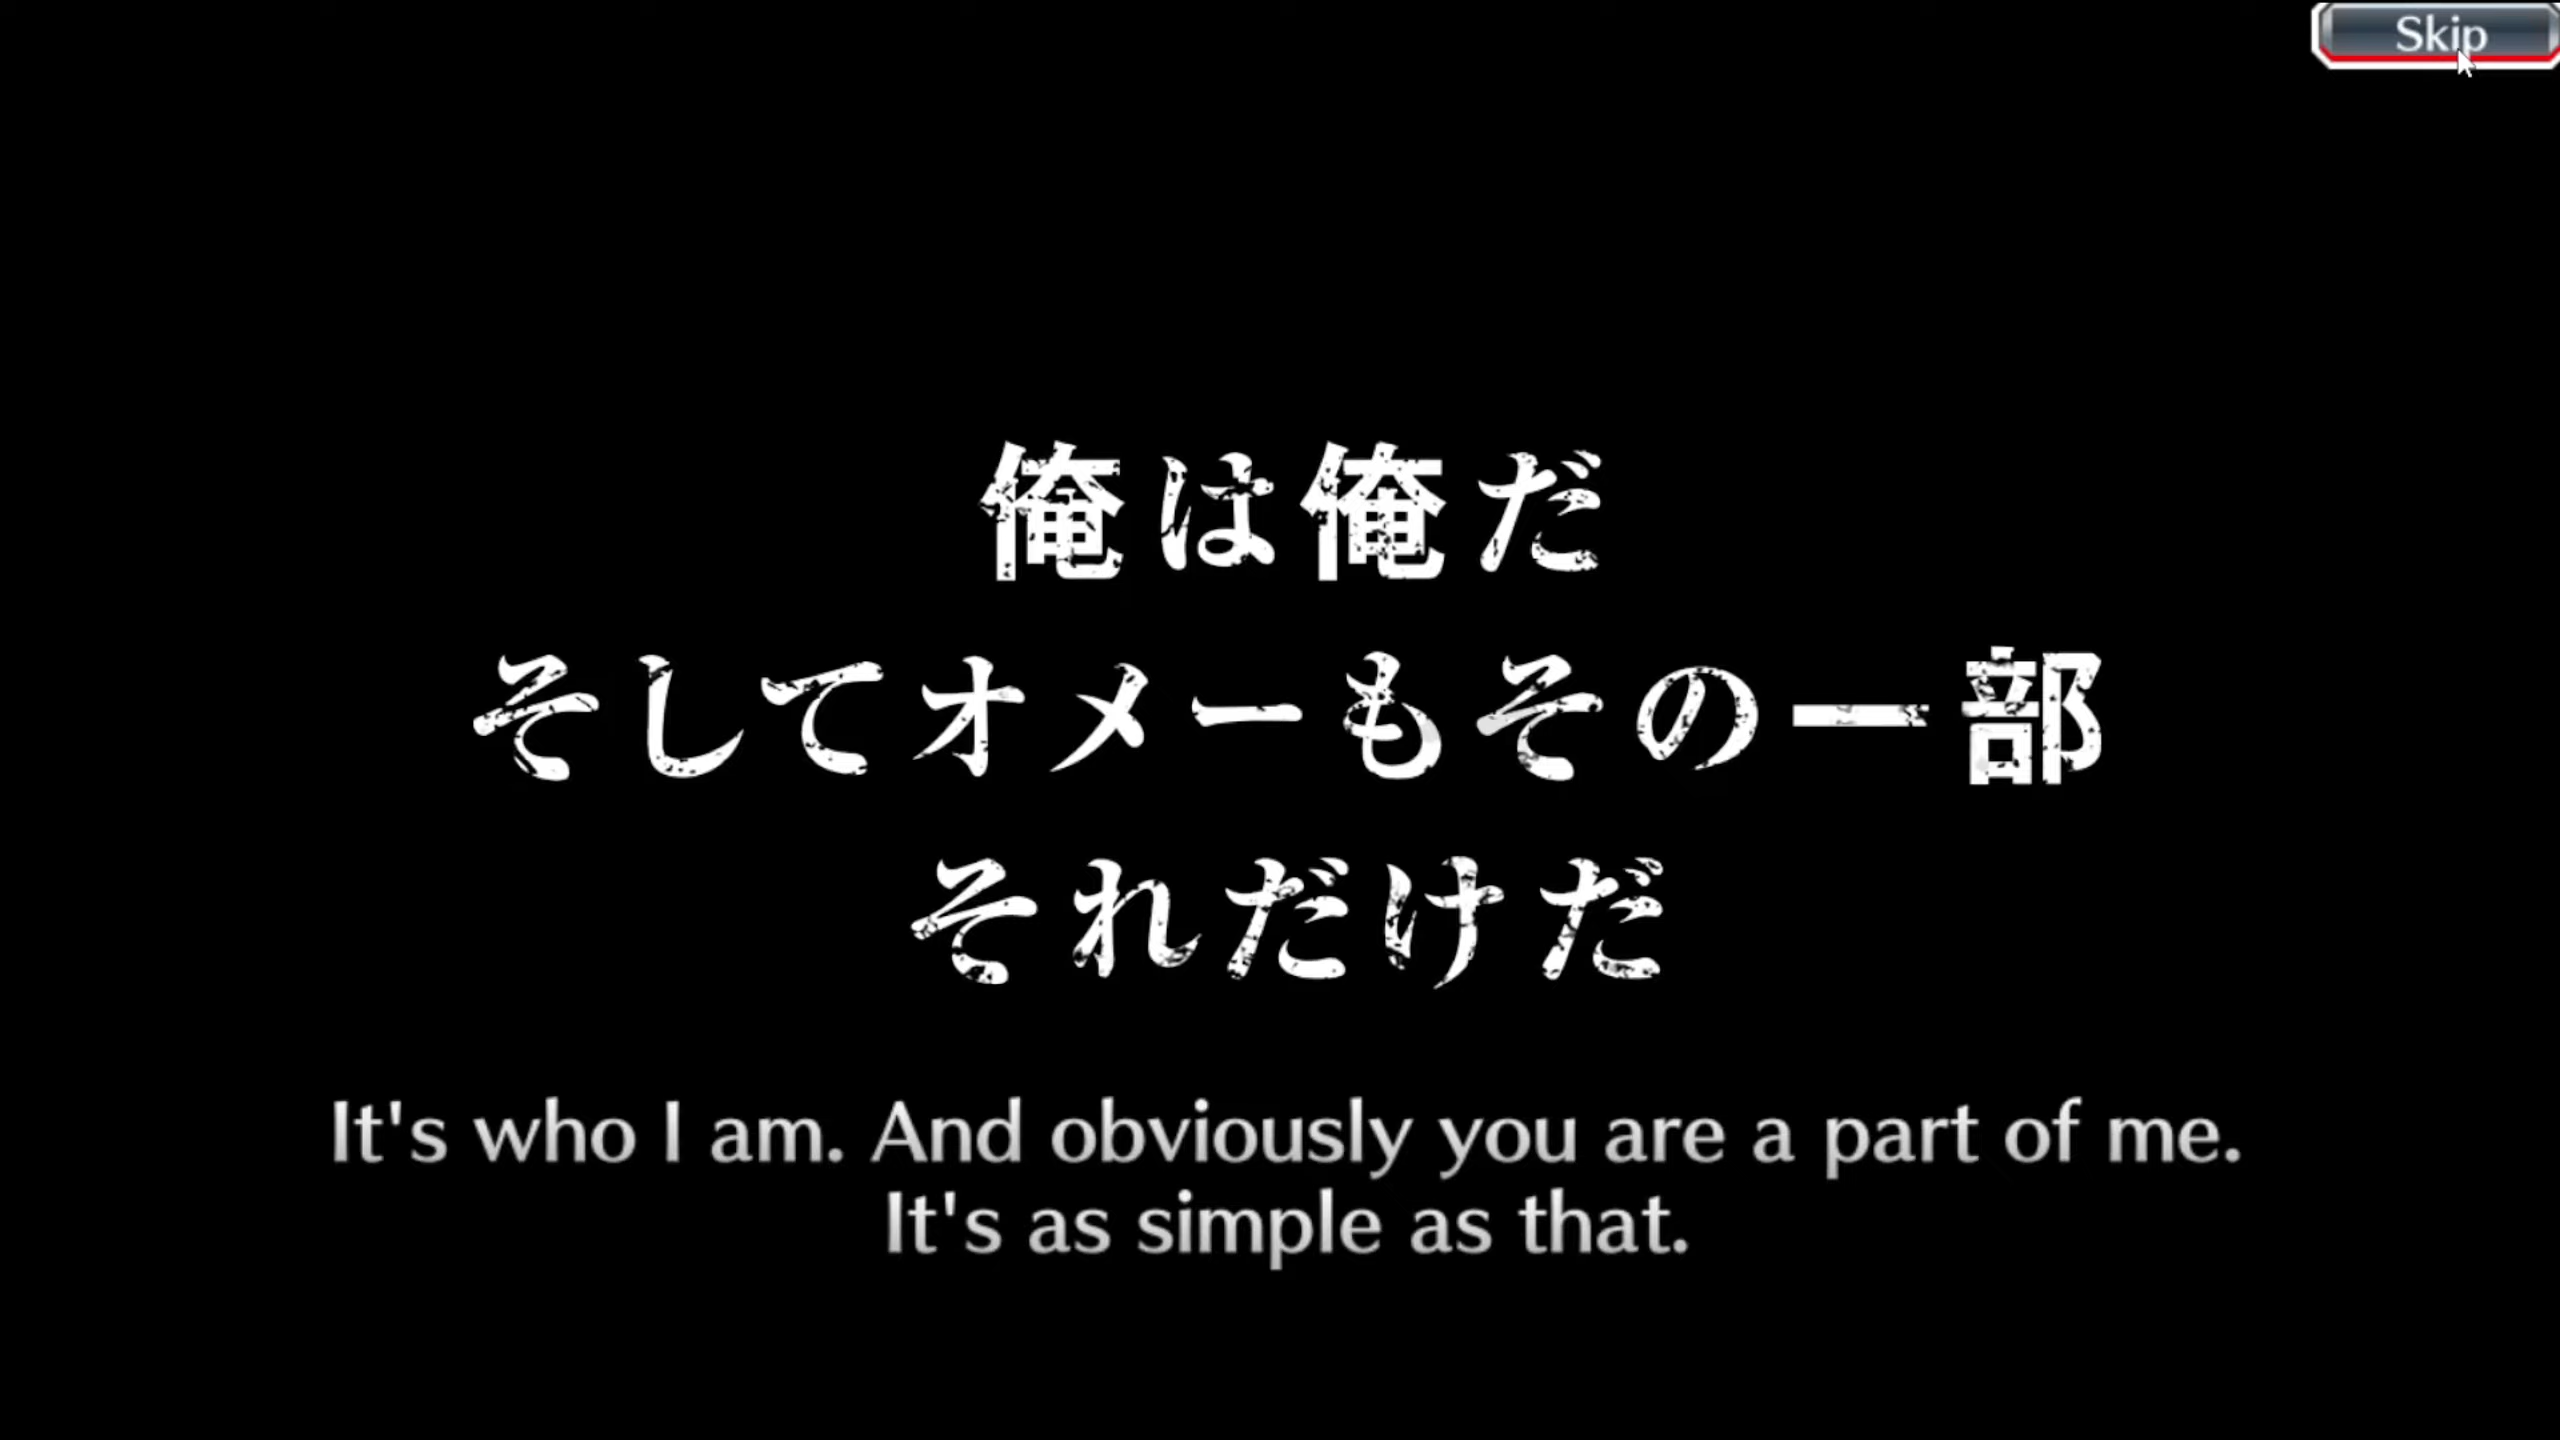 Skip
俺は俺だ
そしてオメーもその一部
それだけだ
It's who I am. And obviously you are a part of me.
It's as simple as that.